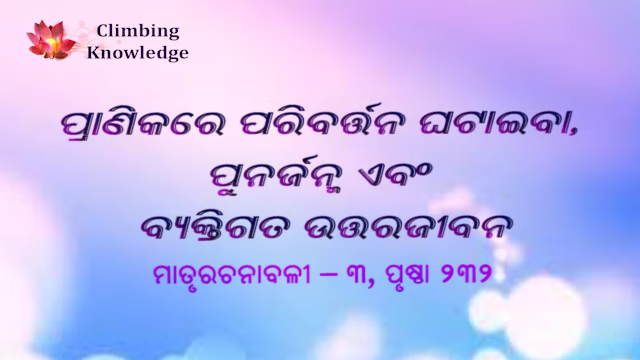 Climbing
Knowledge
ପ୍ରାଣିକରେ ପରିବର୍ତ୍ତନ ଘଟାଇବା,
ପୁନର୍ଜନ୍ମ ଏବଂ
ବ୍ୟକ୍ତିଗତ ଉତ୍ତରଜୀବନ
ମାତୃରଚନାବଳୀ – ୩, ପୃଷ୍ଠା ୨୩୨